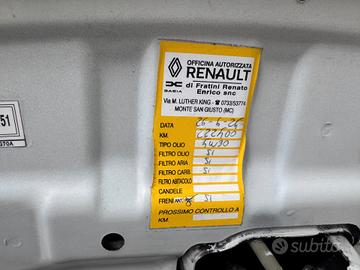 OFFICINA AUTORIZZATA
RENAULT
DACIA
di Fratini Renato
Enrico snc
Via M. LUTHER KING - ☎ 0733/53774
MONTE SAN GIUSTO (MC)
DATA
KM.
TIPO OLIO
FILTRO OLIO SI
FILTRO ARIA SI
FILTRO CARB. SI
FILTRO ABITACOLO
CANDELE
FRENI ANT. SI
PROSSIMO CONTROLLO A
KM.
751
subito